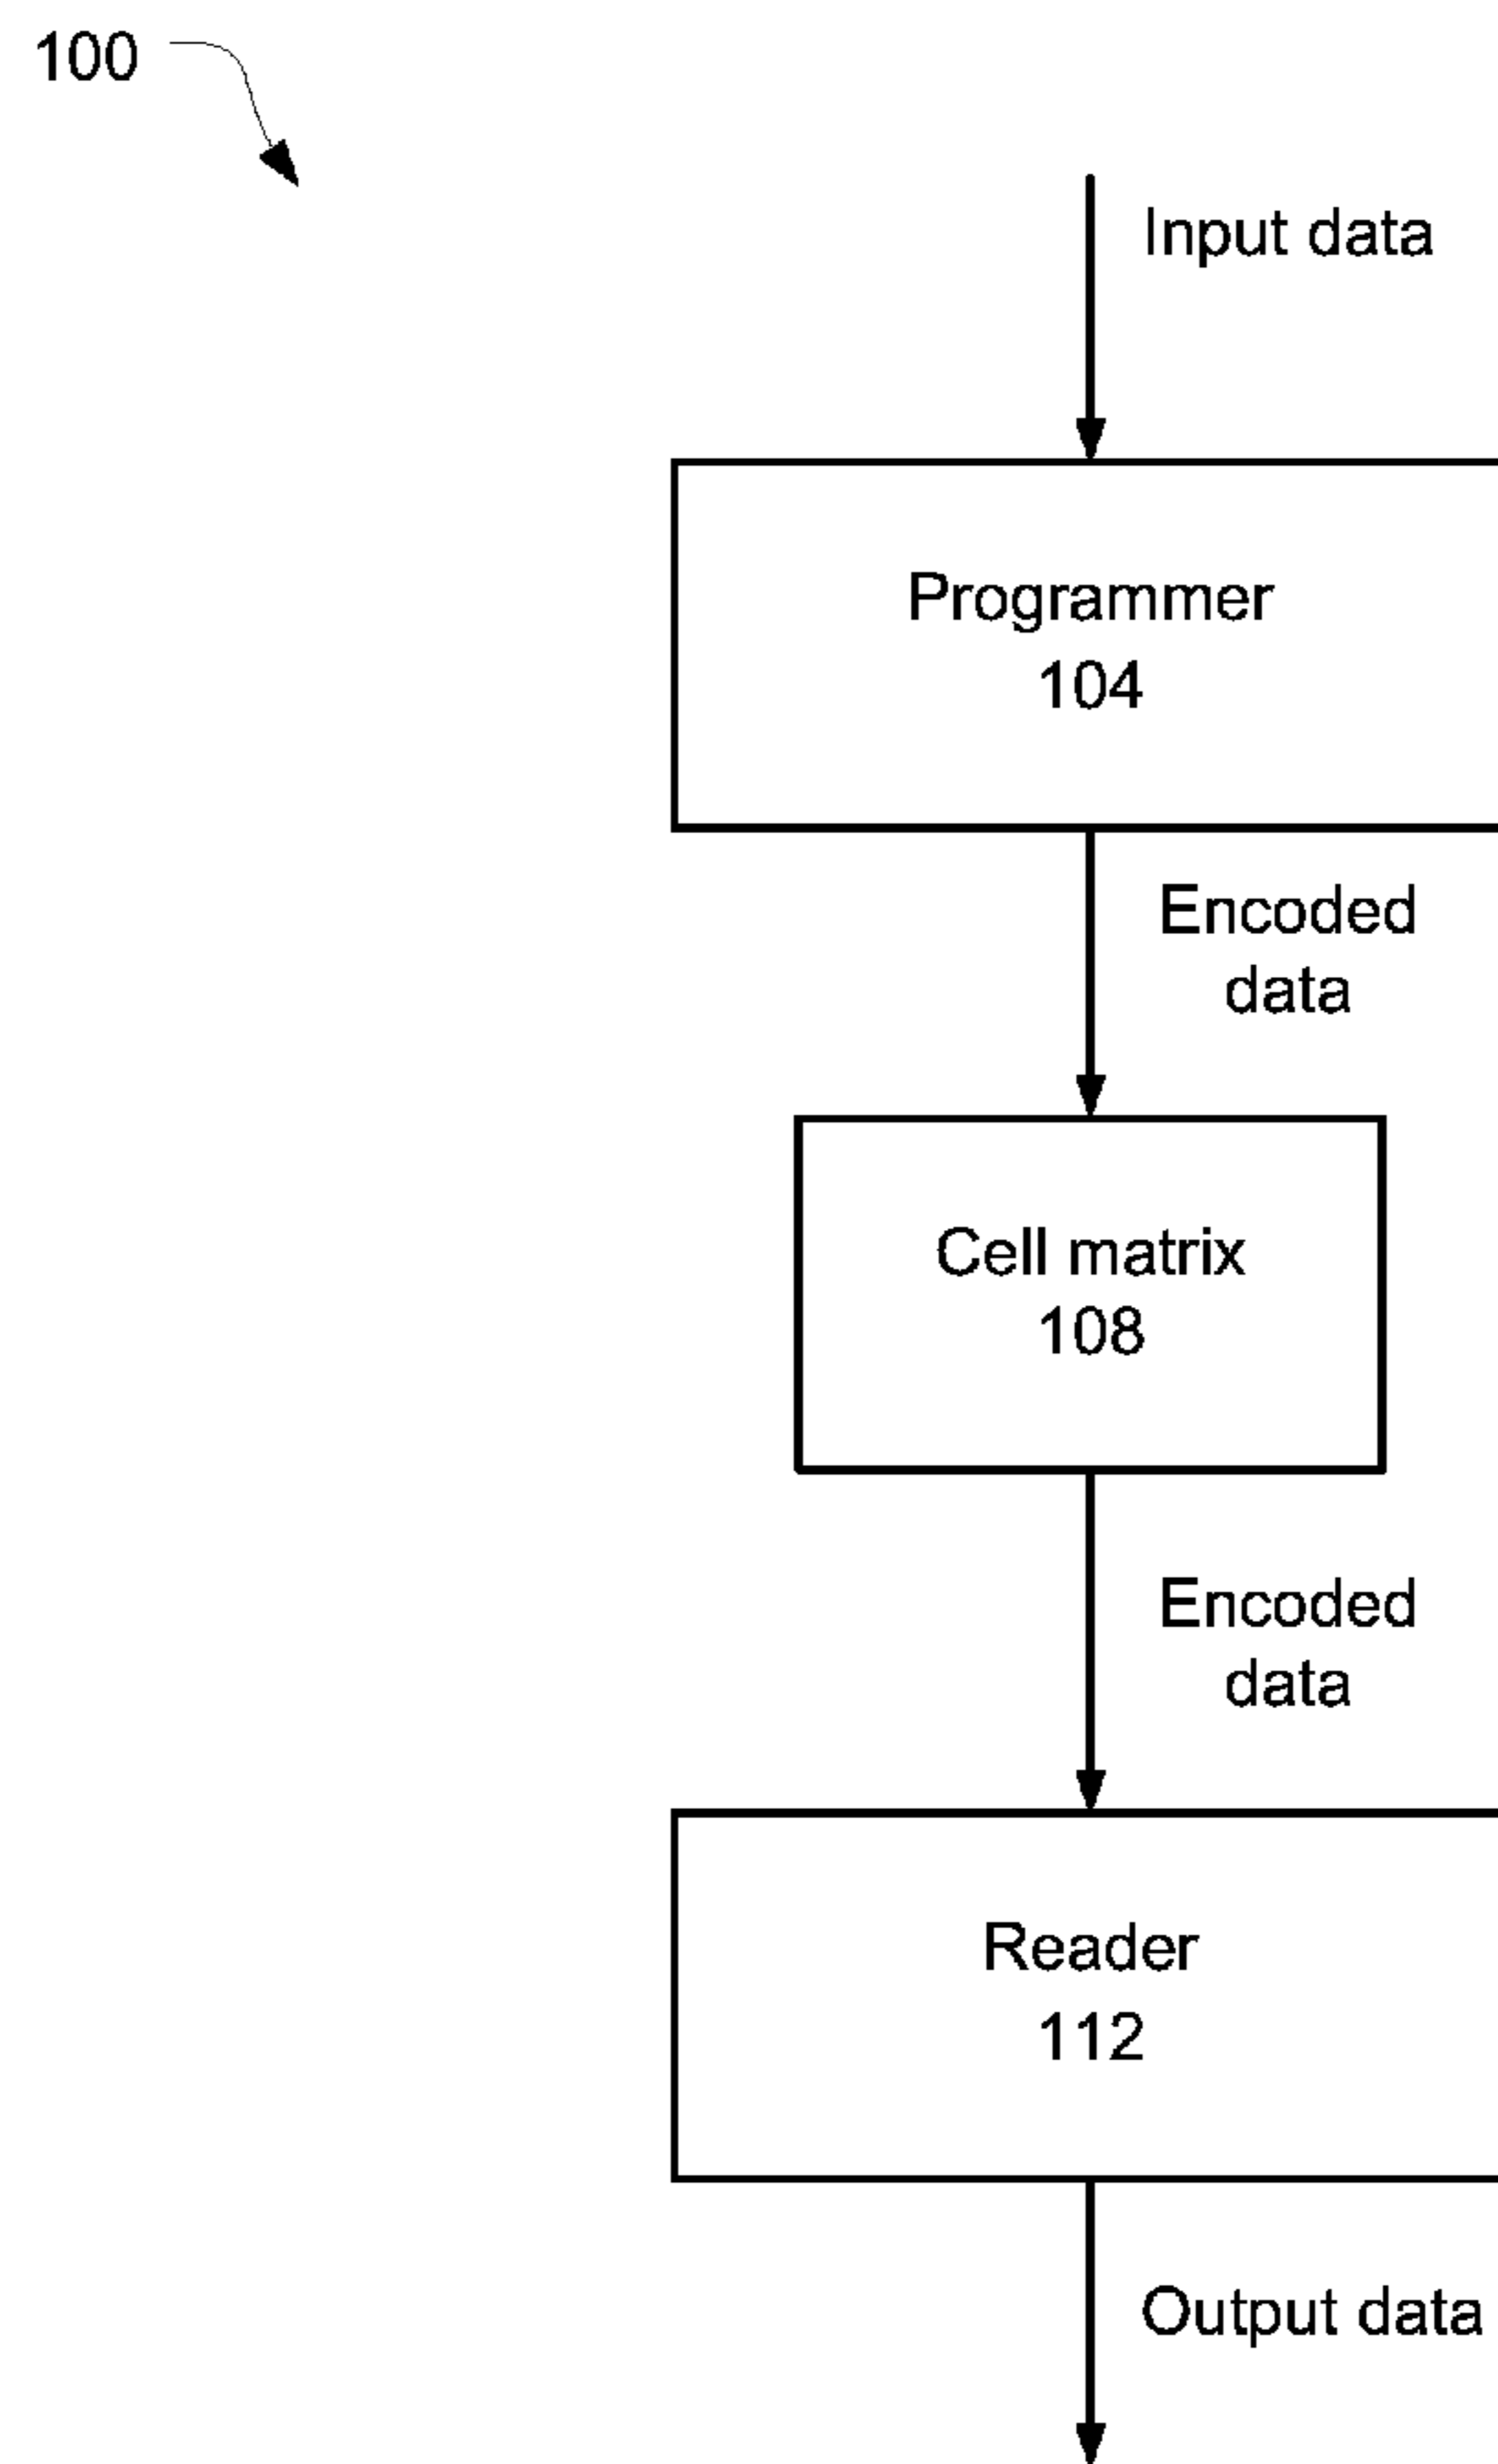 100
Input data
Programmer
104
Encoded
data
Cell matrix
108
Encoded
data
Reader
112
Output data